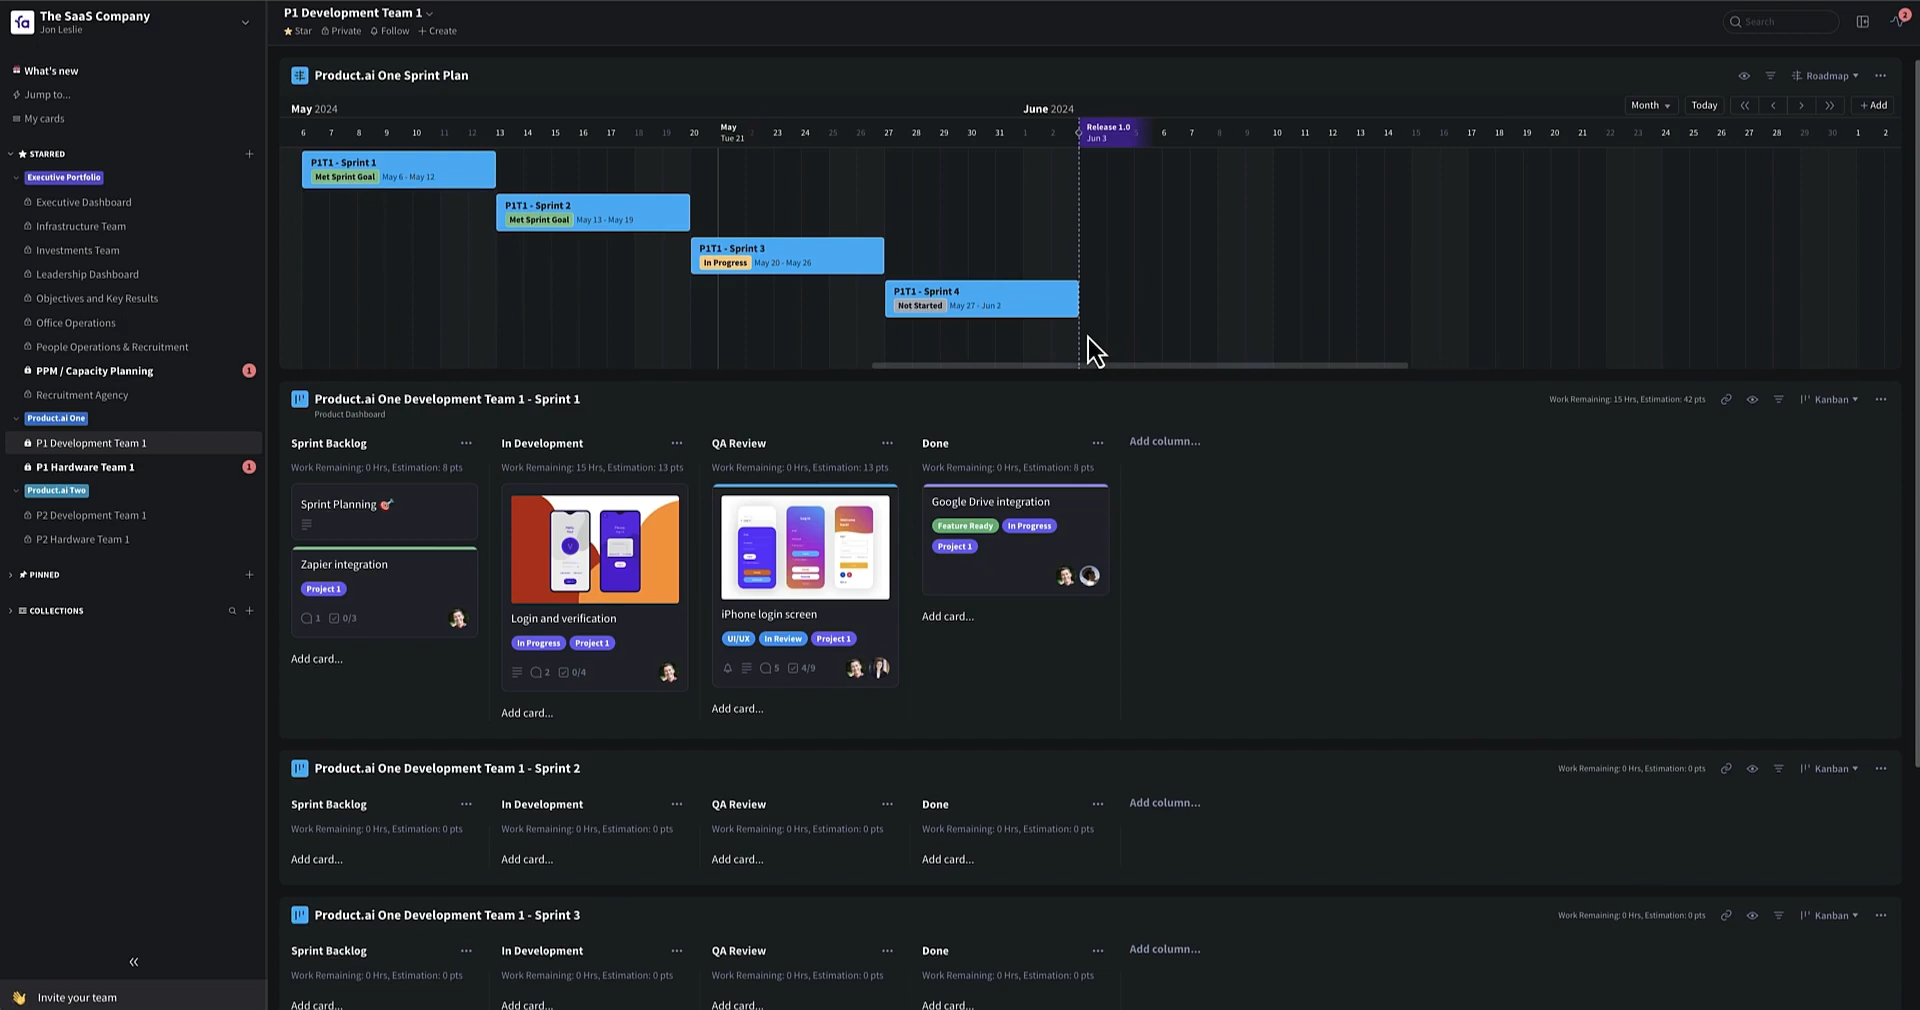 The SaaS Company
Jon Leslie
What's new
Jump to...
My cards
STARRED
Executive Portfolio
Executive Dashboard
Infrastructure Team
Investments Team
Leadership Dashboard
Objectives and Key Results
Office Operations
People Operations & Recruitment
PPM / Capacity Planning 1
Recruitment Agency
Product.ai One
P1 Development Team 1
P1 Hardware Team 1 1
Product.ai Two
P2 Development Team 1
P2 Hardware Team 1
PINNED
COLLECTIONS
Invite your team
P1 Development Team 1
Star Private Follow Create
Search
2
Product.ai One Sprint Plan
Roadmap
May 2024 June 2024
Month Today Add
6 7 8 9 10 11 12 13 14 15 16 17 18 19 20 May 23 24 25 26 27 28 29 30 31 1 2 Release 1.0 6 7 8 9 10 11 12 13 14 15 16 17 18 19 20 21 22 23 24 25 26 27 28 29 30 1 2
Tue 21 Jun 3
P1T1 - Sprint 1
Met Sprint Goal May 6 - May 12
P1T1 - Sprint 2
Met Sprint Goal May 13 - May 19
P1T1 - Sprint 3
In Progress May 20 - May 26
P1T1 - Sprint 4
Not Started May 27 - Jun 2
Product.ai One Development Team 1 - Sprint 1
Product Dashboard
Work Remaining: 15 Hrs, Estimation: 42 pts Kanban
Sprint Backlog In Development QA Review Done Add column...
Work Remaining: 0 Hrs, Estimation: 8 pts Work Remaining: 15 Hrs, Estimation: 13 pts Work Remaining: 0 Hrs, Estimation: 13 pts Work Remaining: 0 Hrs, Estimation: 8 pts
Sprint Planning
Zapier integration
Project 1
1 0/3
Add card...
Login and verification
In Progress Project 1
2 0/4
Add card...
iPhone login screen
UI/UX In Review Project 1
5 4/9
Add card...
Google Drive integration
Feature Ready In Progress
Project 1
Add card...
Product.ai One Development Team 1 - Sprint 2
Work Remaining: 0 Hrs, Estimation: 0 pts Kanban
Sprint Backlog In Development QA Review Done Add column...
Work Remaining: 0 Hrs, Estimation: 0 pts Work Remaining: 0 Hrs, Estimation: 0 pts Work Remaining: 0 Hrs, Estimation: 0 pts Work Remaining: 0 Hrs, Estimation: 0 pts
Add card... Add card... Add card... Add card...
Product.ai One Development Team 1 - Sprint 3
Work Remaining: 0 Hrs, Estimation: 0 pts Kanban
Sprint Backlog In Development QA Review Done Add column...
Work Remaining: 0 Hrs, Estimation: 0 pts Work Remaining: 0 Hrs, Estimation: 0 pts Work Remaining: 0 Hrs, Estimation: 0 pts Work Remaining: 0 Hrs, Estimation: 0 pts
Add card... Add card... Add card... Add card...